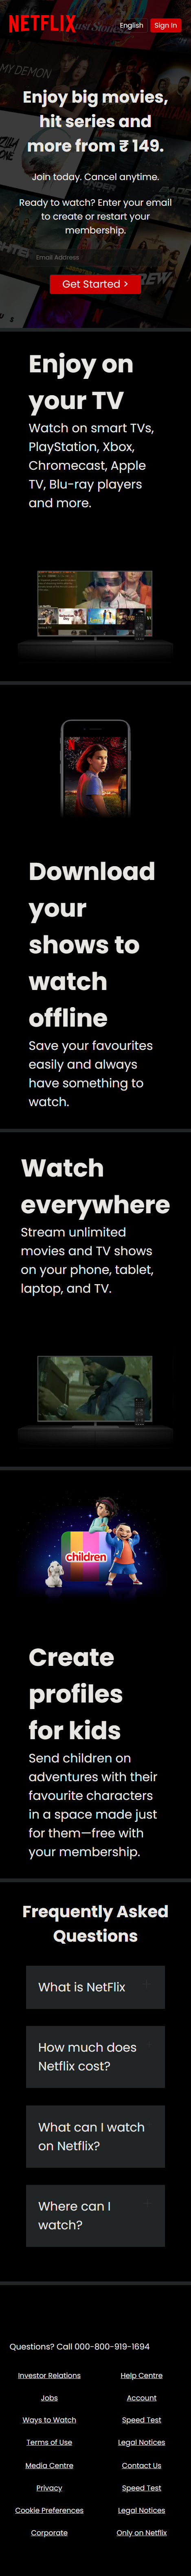 NETFLIX
English
Sign In
Enjoy big movies,
hit series and
more from ₹ 149.
Join today. Cancel anytime.
Ready to watch? Enter your email
to create or restart your
membership.
Email Address
Get Started >
Enjoy on
your TV
Watch on smart TVs,
PlayStation, Xbox,
Chromecast, Apple
TV, Blu-ray players
and more.
Download
your
shows to
watch
offline
Save your favourites
easily and always
have something to
watch.
Watch
everywhere
Stream unlimited
movies and TV shows
on your phone, tablet,
laptop, and TV.
children
Create
profiles
for kids
Send children on
adventures with their
favourite characters
in a space made just
for them—free with
your membership.
Frequently Asked
Questions
What is NetFlix
How much does
Netflix cost?
What can I watch
on Netflix?
Where can I
watch?
Questions? Call 000-800-919-1694
Investor Relations
Help Centre
Jobs
Account
Ways to Watch
Speed Test
Terms of Use
Legal Notices
Media Centre
Contact Us
Privacy
Speed Test
Cookie Preferences
Legal Notices
Corporate
Only on Netflix